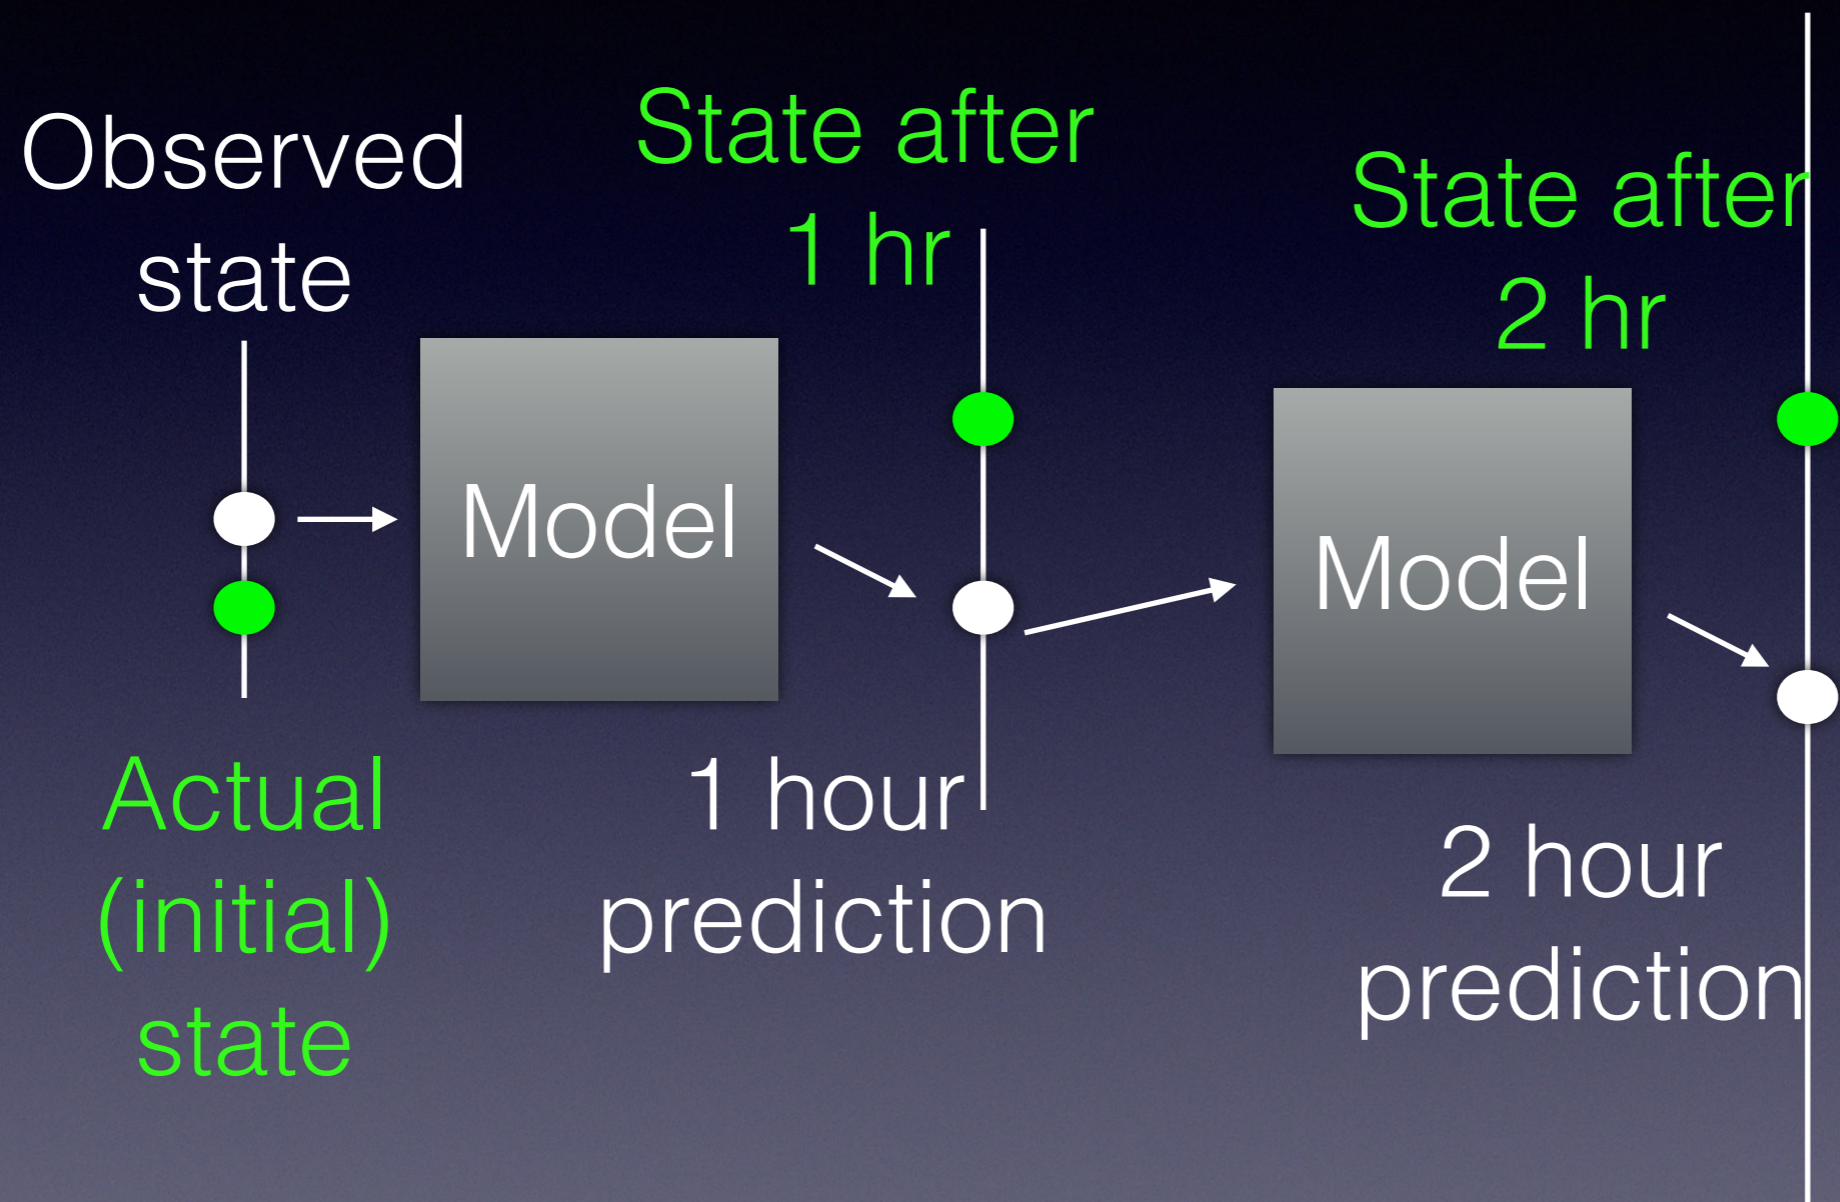 Observed
state
Actual
(initial)
state
Model
State after
1 hr
1 hour
prediction
Model
State after
2 hr
2 hour
prediction